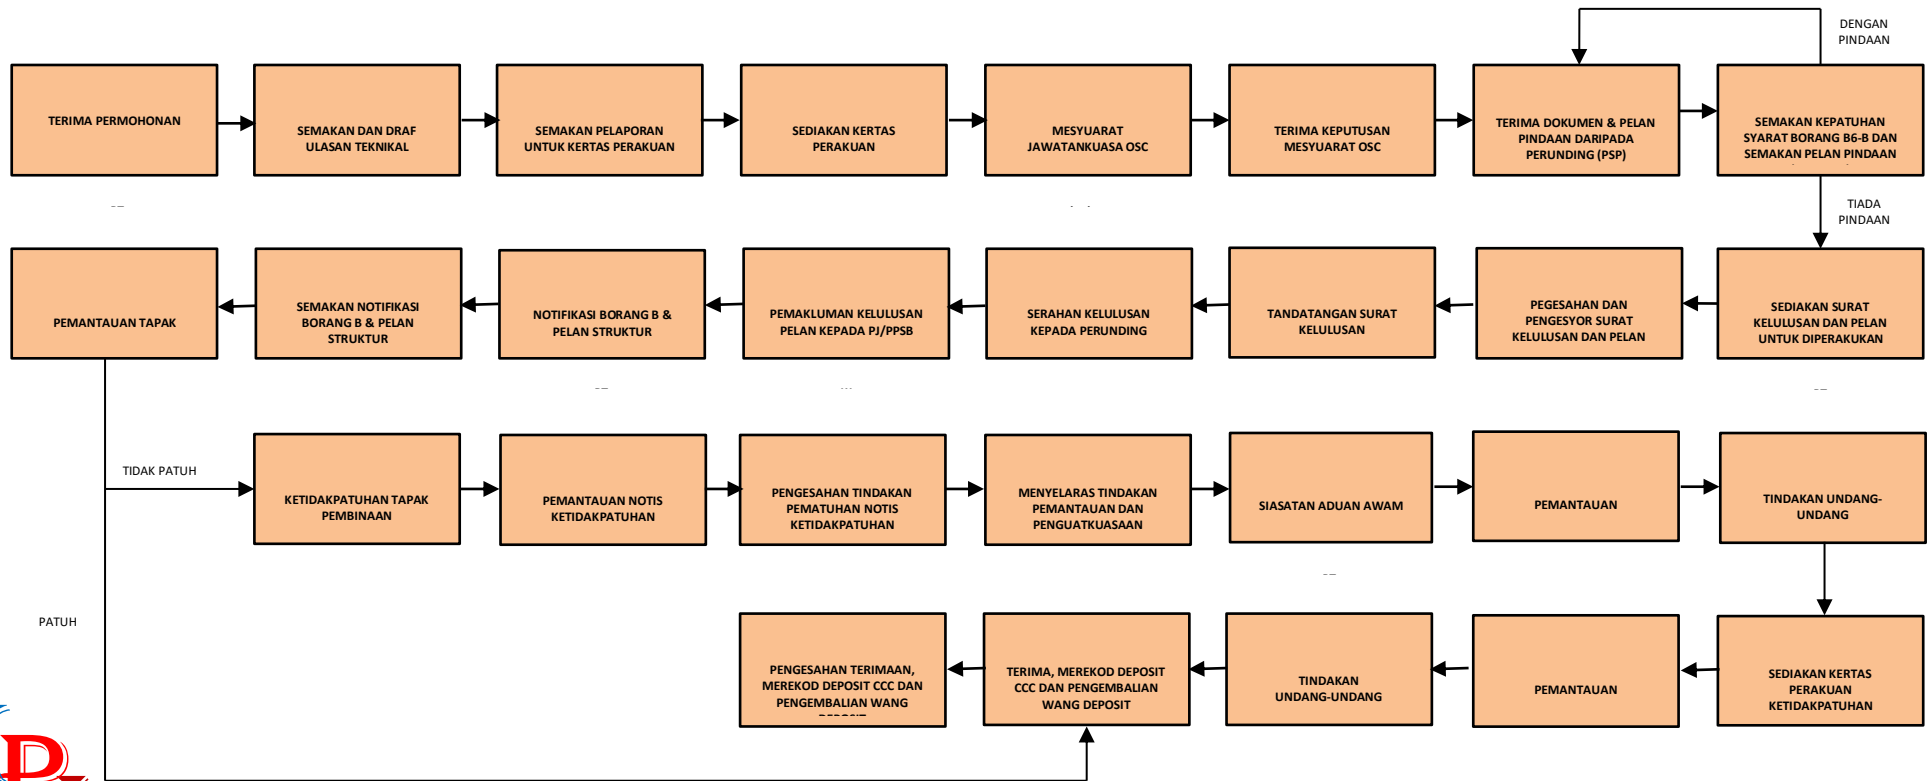 DENGAN
PINDAAN
TERIMA PERMOHONAN
SEMAKAN DAN DRAF
ULASAN TEKNIKAL
SEMAKAN PELAPORAN
UNTUK KERTAS PERAKUAN
SEDIAKAN KERTAS
PERAKUAN
MESYUARAT
JAWATANKUASA OSC
TERIMA KEPUTUSAN
MESYUARAT OSC
TERIMA DOKUMEN & PELAN
PINDAAN DARIPADA
PERUNDING (PSP)
SEMAKAN KEPATUHAN
SYARAT BORANG B6-B DAN
SEMAKAN PELAN PINDAAN
TIADA
PINDAAN
PEMANTAUAN TAPAK
SEMAKAN NOTIFIKASI
BORANG B & PELAN
STRUKTUR
NOTIFIKASI BORANG B &
PELAN STRUKTUR
PEMAKLUMAN KELULUSAN
PELAN KEPADA PJ/PPSB
SERAHAN KELULUSAN
KEPADA PERUNDING
TANDATANGAN SURAT
KELULUSAN
PEGESAHAN DAN
PENGESYOR SURAT
KELULUSAN DAN PELAN
SEDIAKAN SURAT
KELULUSAN DAN PELAN
UNTUK DIPERAKUKAN
TIDAK PATUH
KETIDAKPATUHAN TAPAK
PEMBINAAN
PEMANTAUAN NOTIS
KETIDAKPATUHAN
PENGESAHAN TINDAKAN
PEMATUHAN NOTIS
KETIDAKPATUHAN
MENYELARAS TINDAKAN
PEMANTAUAN DAN
PENGUATKUASAAN
SIASATAN ADUAN AWAM
PEMANTAUAN
TINDAKAN UNDANG-
UNDANG
PATUH
PENGESAHAN TERIMAAN,
MEREKOD DEPOSIT CCC DAN
PENGEMBALIAN WANG
DEPOSIT
TERIMA, MEREKOD DEPOSIT
CCC DAN PENGEMBALIAN
WANG DEPOSIT
TINDAKAN
UNDANG-UNDANG
PEMANTAUAN
SEDIAKAN KERTAS
PERAKUAN
KETIDAKPATUHAN